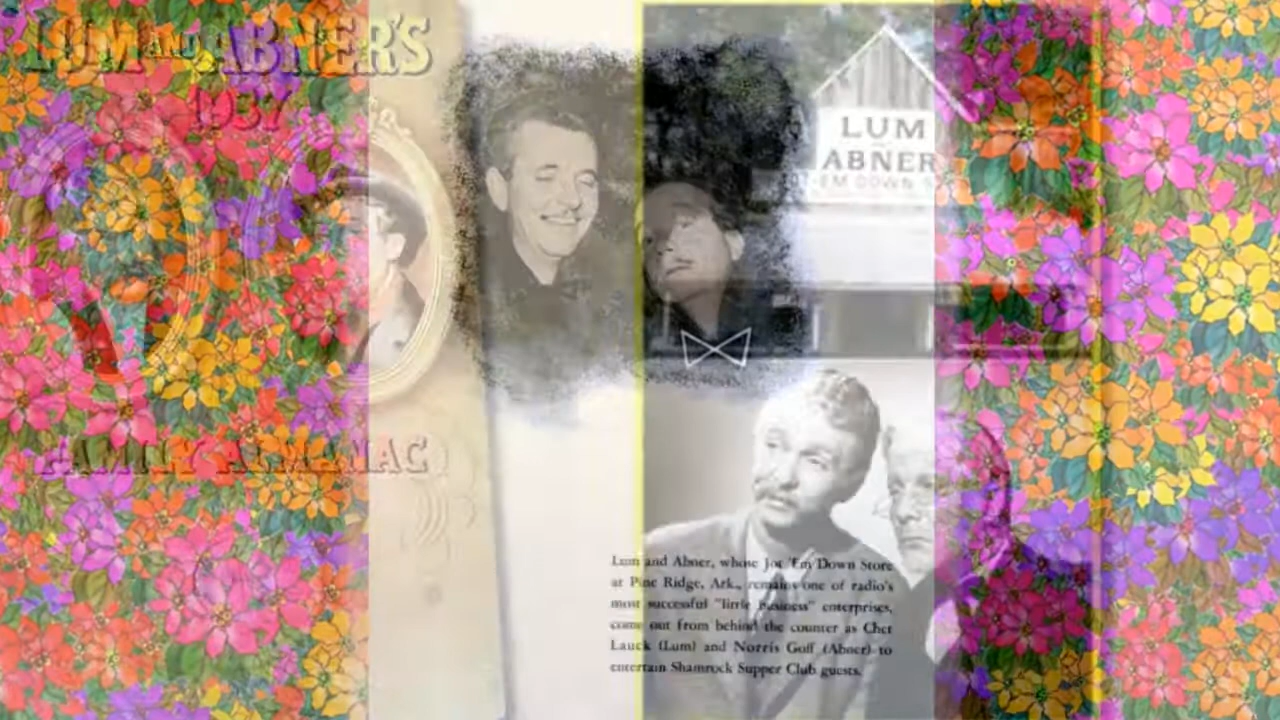 LUM AND ABNER'S
1937
FAMILY ALMANAC
LUM
ABNER
'EM DOWN
Lum and Abner, whose Jot 'Em Down Store
at Pine Ridge, Ark., remains one of radio's
most successful "little business" enterprises,
come out from behind the counter as Chet
Lauck (Lum) and Norris Goff (Abner) to
entertain Shamrock Supper Club guests.